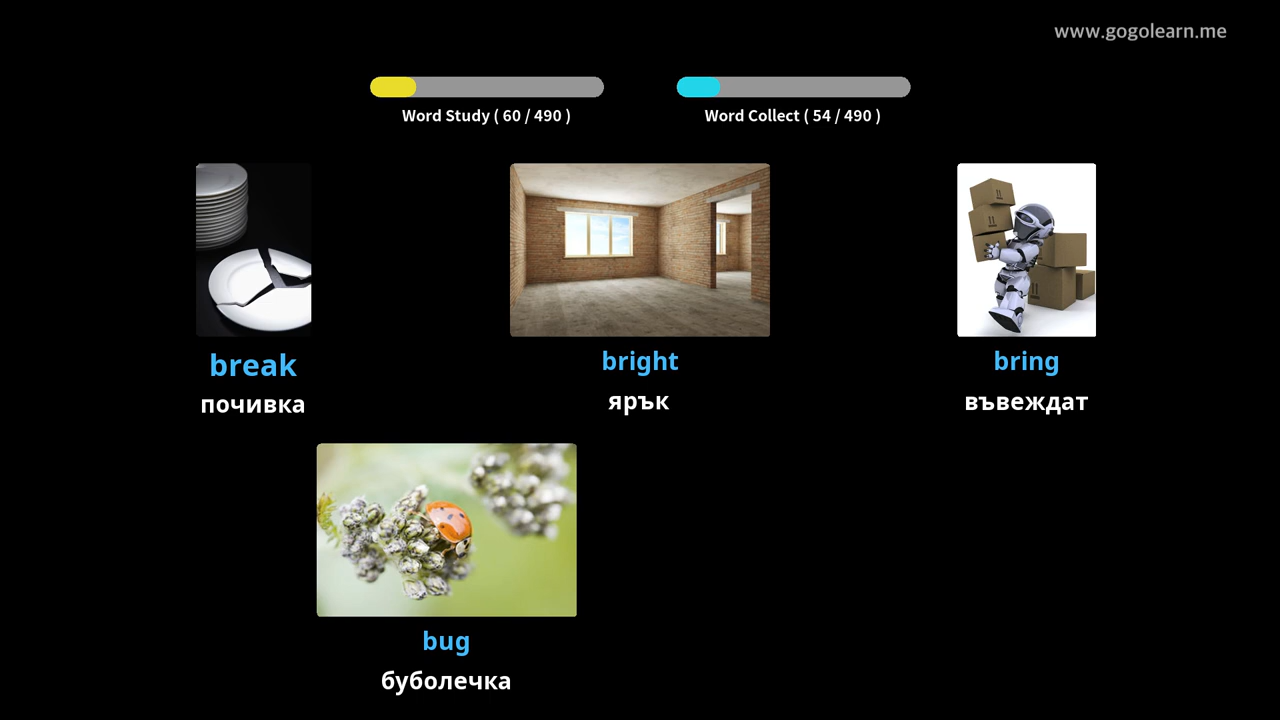 www.gogolearn.me
Word Study ( 60 / 490 )
Word Collect ( 54 / 490 )
break
почивка
bright
ярък
bring
въвеждат
bug
буболечка